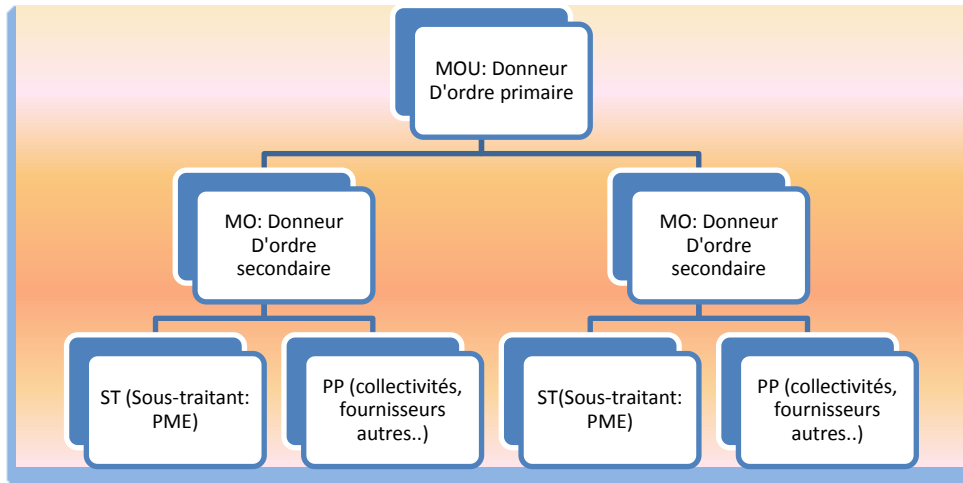 MOU: Donneur
D'ordre primaire
MO: Donneur
D'ordre
secondaire
MO: Donneur
D'ordre
secondaire
ST (Sous-traitant:
PME)
PP (collectivités,
fournisseurs
autres..)
ST(Sous-traitant:
PME)
PP (collectivités,
fournisseurs
autres..)